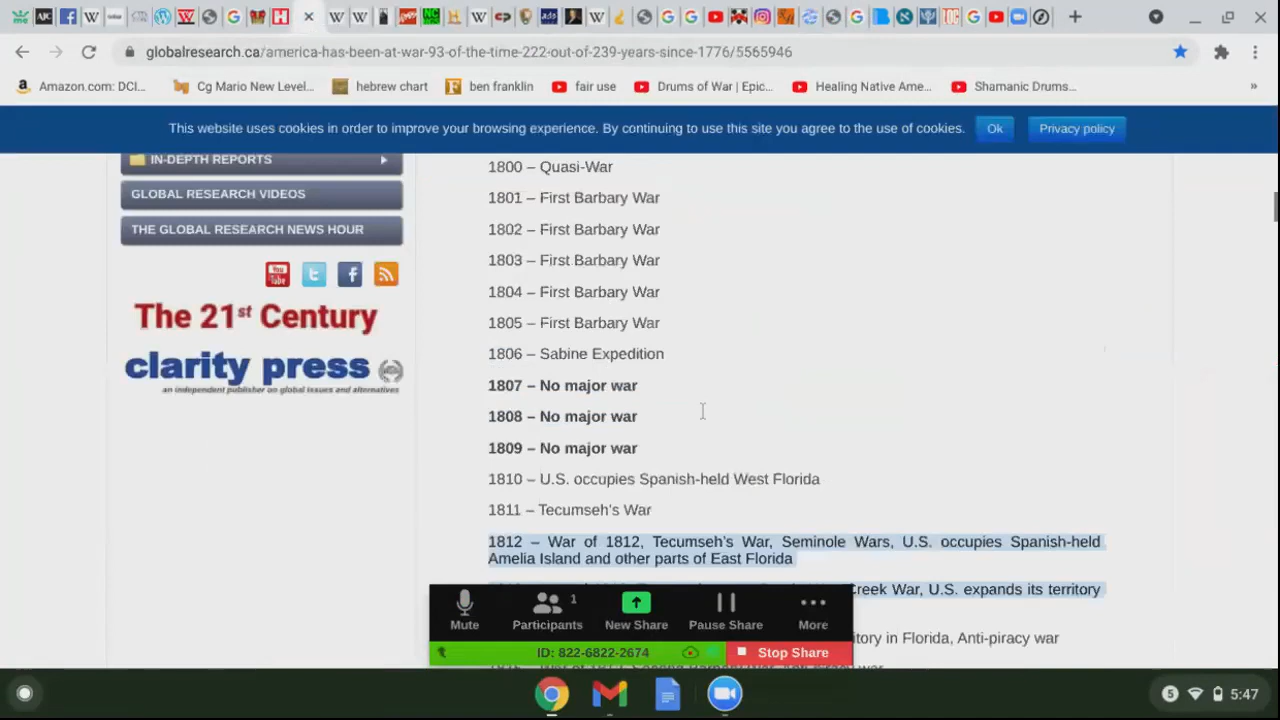 globalresearch.ca/america-has-been-at-war-93-of-the-time-222-out-of-239-years-since-1776/5565946
Amazon.com: DCI... Cg Mario New Level... hebrew chart ben franklin fair use Drums of War | Epic... Healing Native Ame... Shamanic Drums... »
This website uses cookies in order to improve your browsing experience. By continuing to use this site you agree to the use of cookies. Ok Privacy policy
IN-DEPTH REPORTS
GLOBAL RESEARCH VIDEOS
THE GLOBAL RESEARCH NEWS HOUR
The 21st Century
clarity press
an independent publisher on global issues and alternatives
1800 – Quasi-War
1801 – First Barbary War
1802 – First Barbary War
1803 – First Barbary War
1804 – First Barbary War
1805 – First Barbary War
1806 – Sabine Expedition
1807 – No major war
1808 – No major war
1809 – No major war
1810 – U.S. occupies Spanish-held West Florida
1811 – Tecumseh's War
1812 – War of 1812, Tecumseh's War, Seminole Wars, U.S. occupies Spanish-held
Amelia Island and other parts of East Florida
Creek War, U.S. expands its territory
itory in Florida, Anti-piracy war
Mute Participants 1 New Share Pause Share More
ID: 822-6822-2674 Stop Share
5 5:47